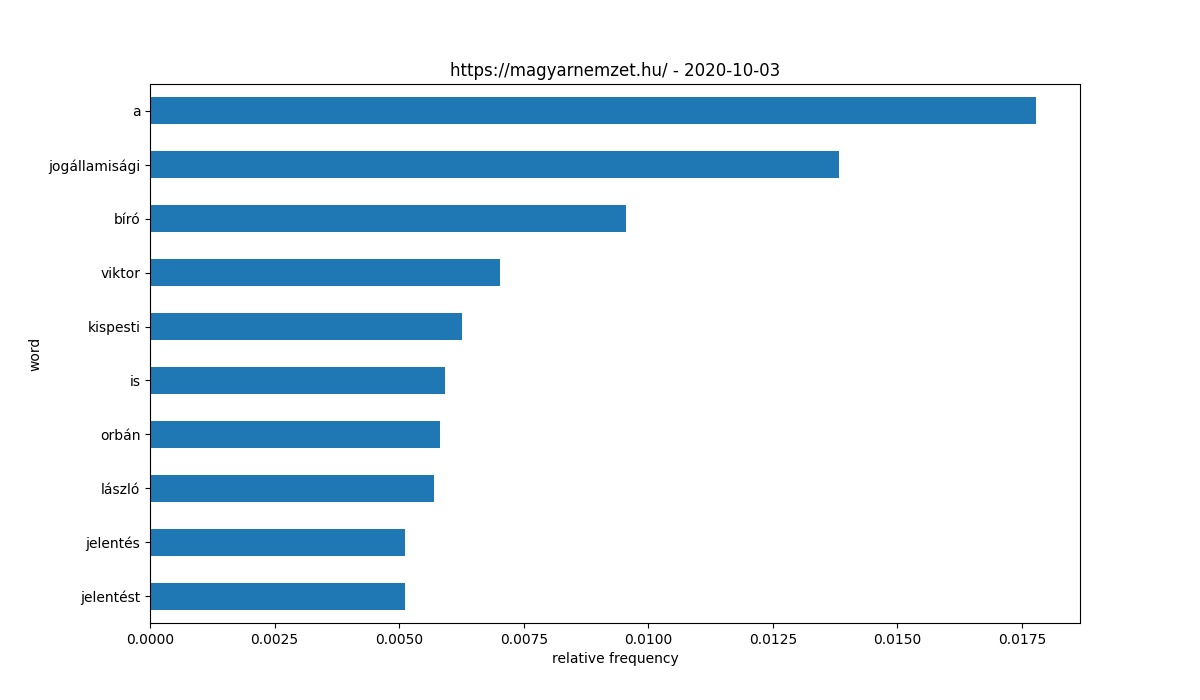 https://magyarnemzet.hu/ - 2020-10-03
word
a
jogállamisági
bíró
viktor
kispesti
is
orbán
lászló
jelentés
jelentést
0.0000 0.0025 0.0050 0.0075 0.0100 0.0125 0.0150 0.0175
relative frequency